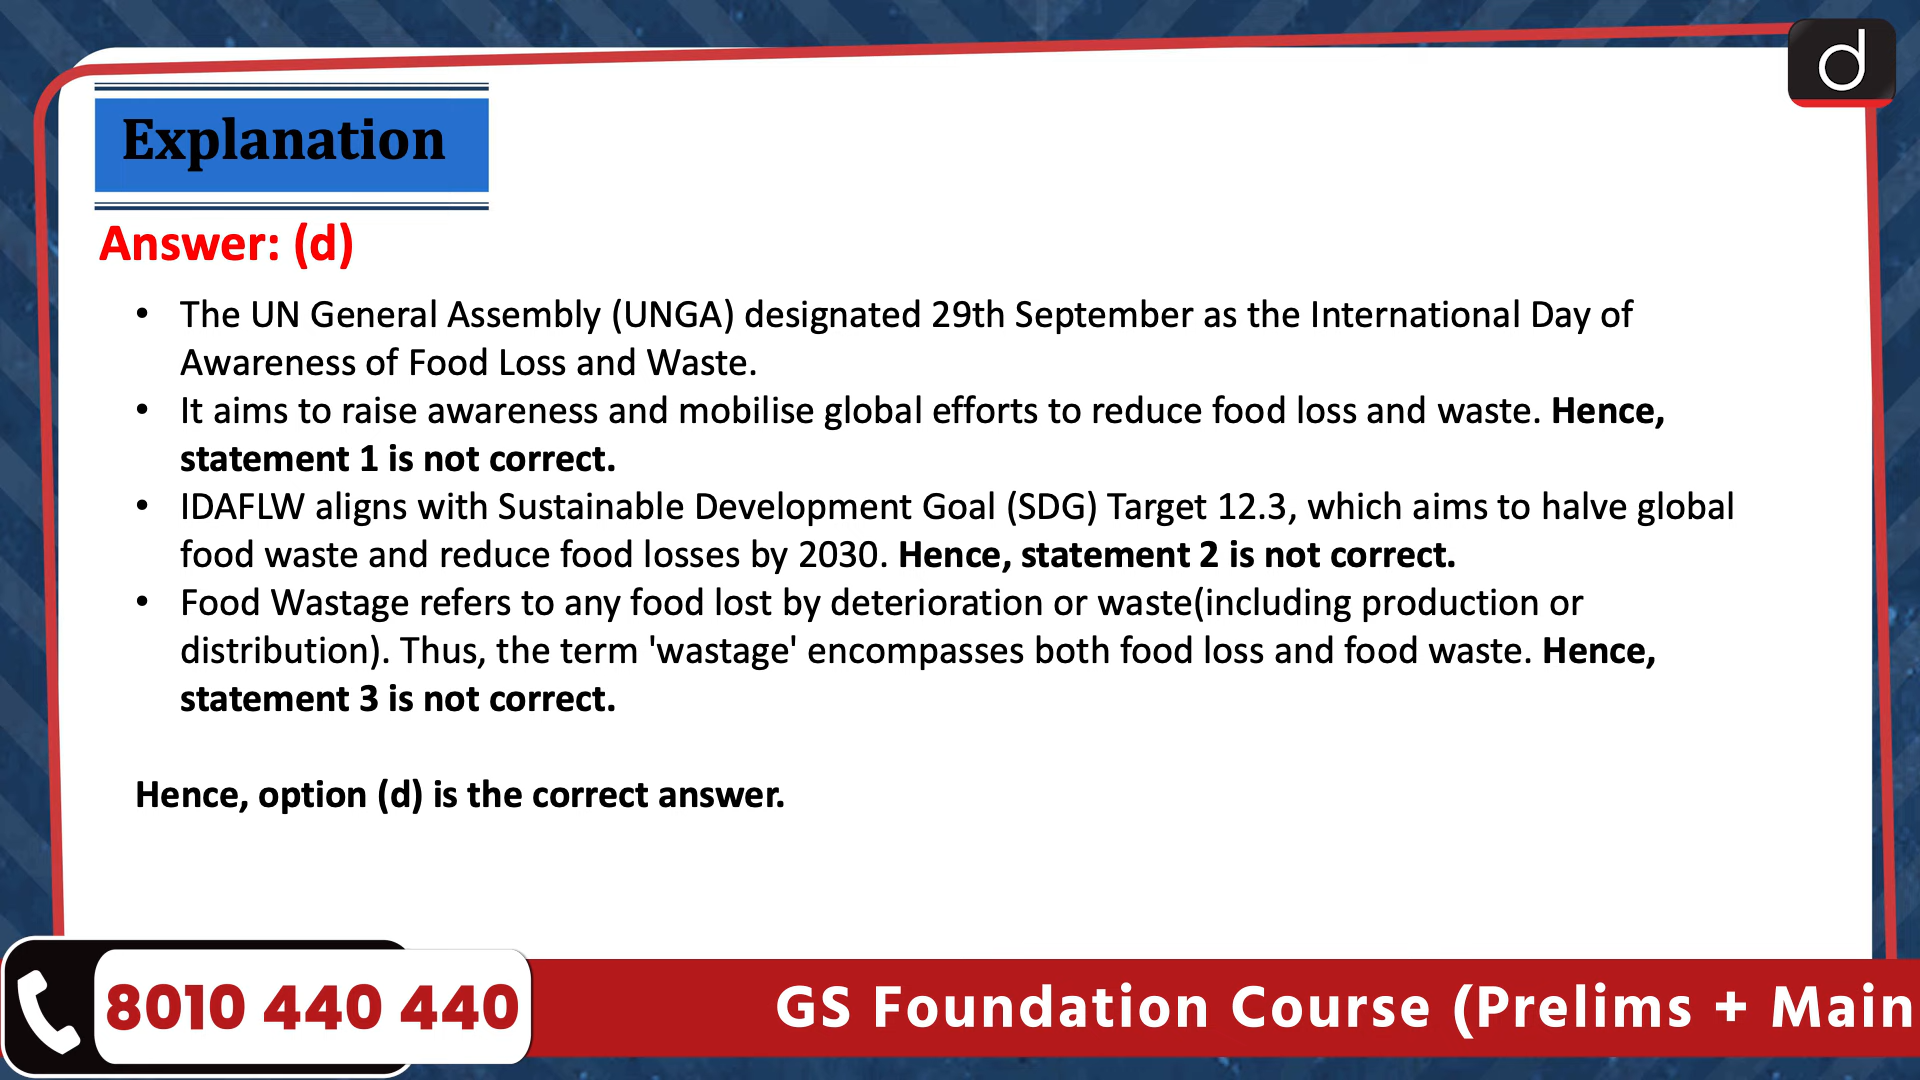 d
Explanation
Answer: (d)
• The UN General Assembly (UNGA) designated 29th September as the International Day of
Awareness of Food Loss and Waste.
• It aims to raise awareness and mobilise global efforts to reduce food loss and waste. Hence,
statement 1 is not correct.
• IDAFLW aligns with Sustainable Development Goal (SDG) Target 12.3, which aims to halve global
food waste and reduce food losses by 2030. Hence, statement 2 is not correct.
• Food Wastage refers to any food lost by deterioration or waste(including production or
distribution). Thus, the term 'wastage' encompasses both food loss and food waste. Hence,
statement 3 is not correct.
Hence, option (d) is the correct answer.
8010 440 440
GS Foundation Course (Prelims + Main